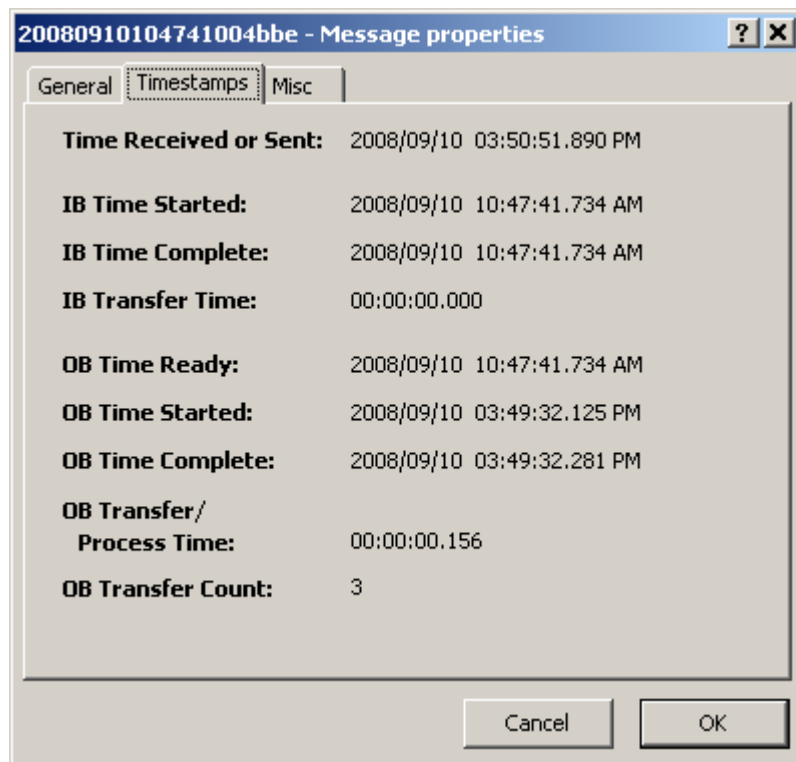 20080910104741004bbe - Message properties
General Timestamps Misc
Time Received or Sent: 2008/09/10 03:50:51.890 PM
IB Time Started: 2008/09/10 10:47:41.734 AM
IB Time Complete: 2008/09/10 10:47:41.734 AM
IB Transfer Time: 00:00:00.000
OB Time Ready: 2008/09/10 10:47:41.734 AM
OB Time Started: 2008/09/10 03:49:32.125 PM
OB Time Complete: 2008/09/10 03:49:32.281 PM
OB Transfer/
Process Time: 00:00:00.156
OB Transfer Count: 3
Cancel OK